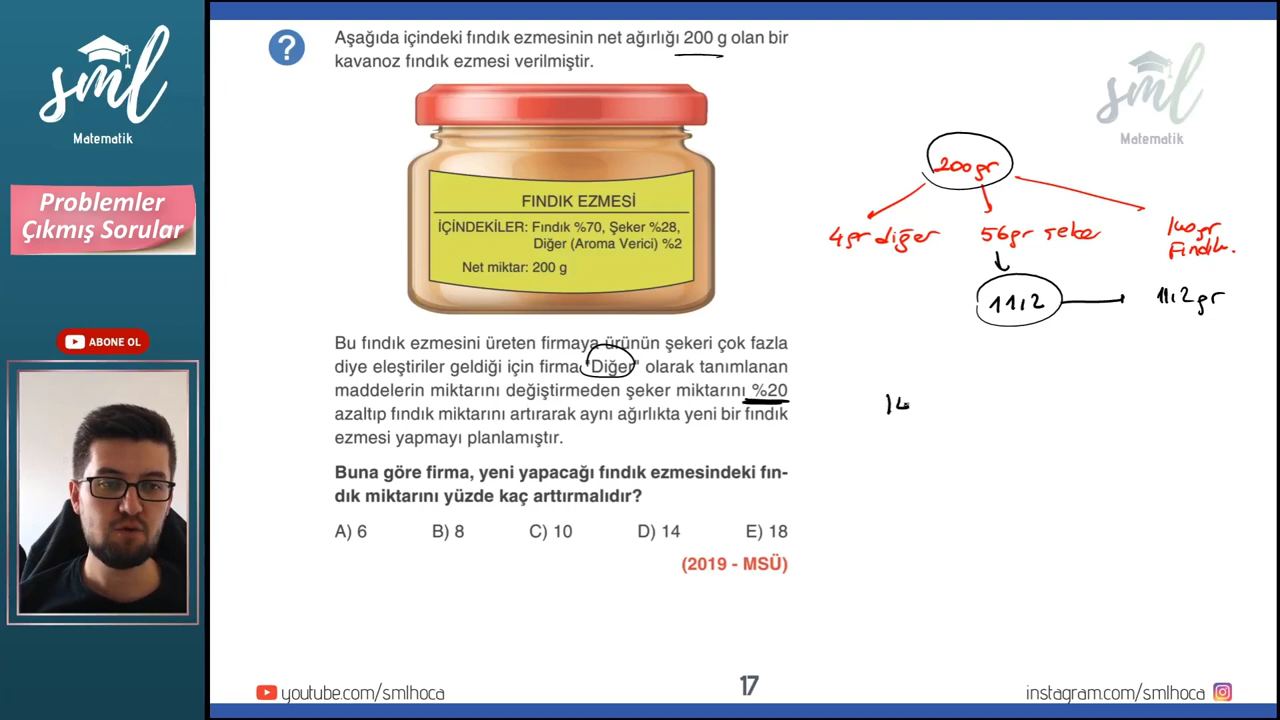 sml
Matematik
Problemler
Çıkmış Sorular
ABONE OL
?
Aşağıda içindeki fındık ezmesinin net ağırlığı 200 g olan bir
kavanoz fındık ezmesi verilmiştir.
FINDIK EZMESİ
İÇİNDEKİLER: Fındık %70, Şeker %28,
Diğer (Aroma Verici) %2
Net miktar: 200 g
Bu fındık ezmesini üreten firmaya ürünün şekeri çok fazla
diye eleştiriler geldiği için firma "Diğer" olarak tanımlanan
maddelerin miktarını değiştirmeden şeker miktarını %20
azaltıp fındık miktarını artırarak aynı ağırlıkta yeni bir fındık
ezmesi yapmayı planlamıştır.
Buna göre firma, yeni yapacağı fındık ezmesindeki fın-
dık miktarını yüzde kaç arttırmalıdır?
A) 6 B) 8 C) 10 D) 14 E) 18
(2019 - MSÜ)
sml
Matematik
200gr
4gr diğer 56gr şeker 140gr
Fındık.
11,2 11,2gr
14
youtube.com/smlhoca
17
instagram.com/smlhoca